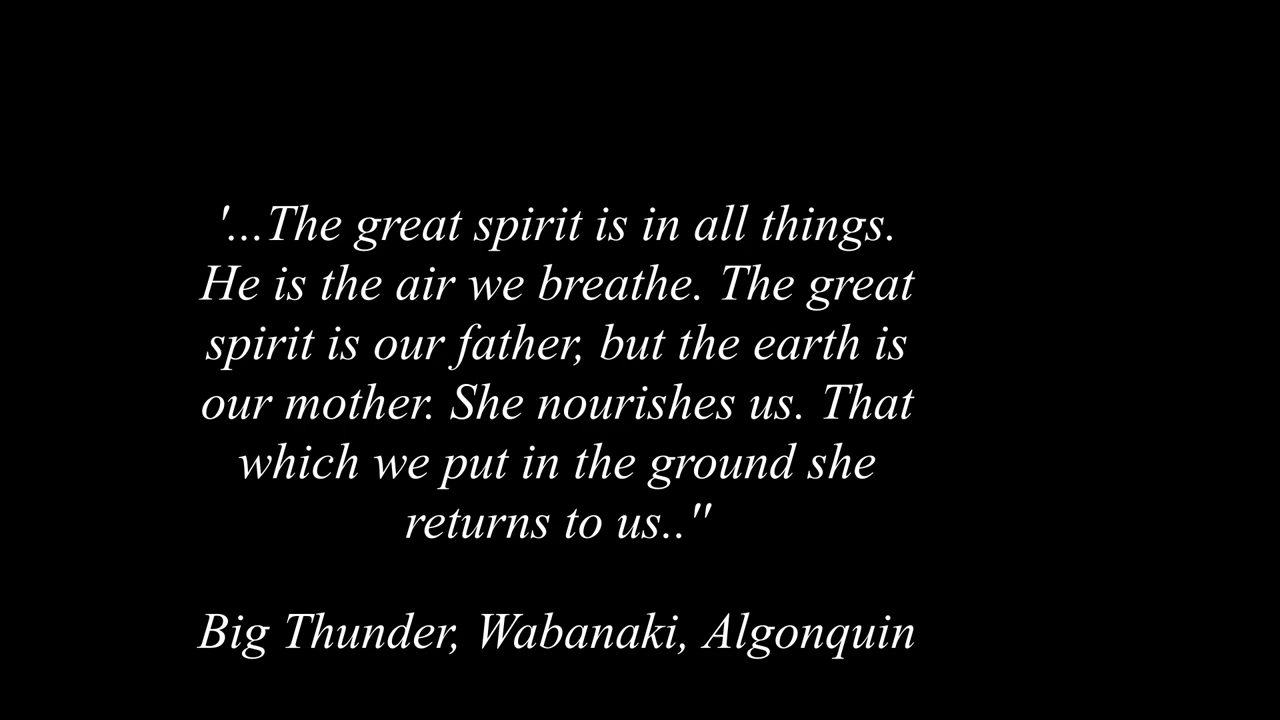 '...The great spirit is in all things.
He is the air we breathe. The great
spirit is our father, but the earth is
our mother. She nourishes us. That
which we put in the ground she
returns to us.."
Big Thunder, Wabanaki, Algonquin